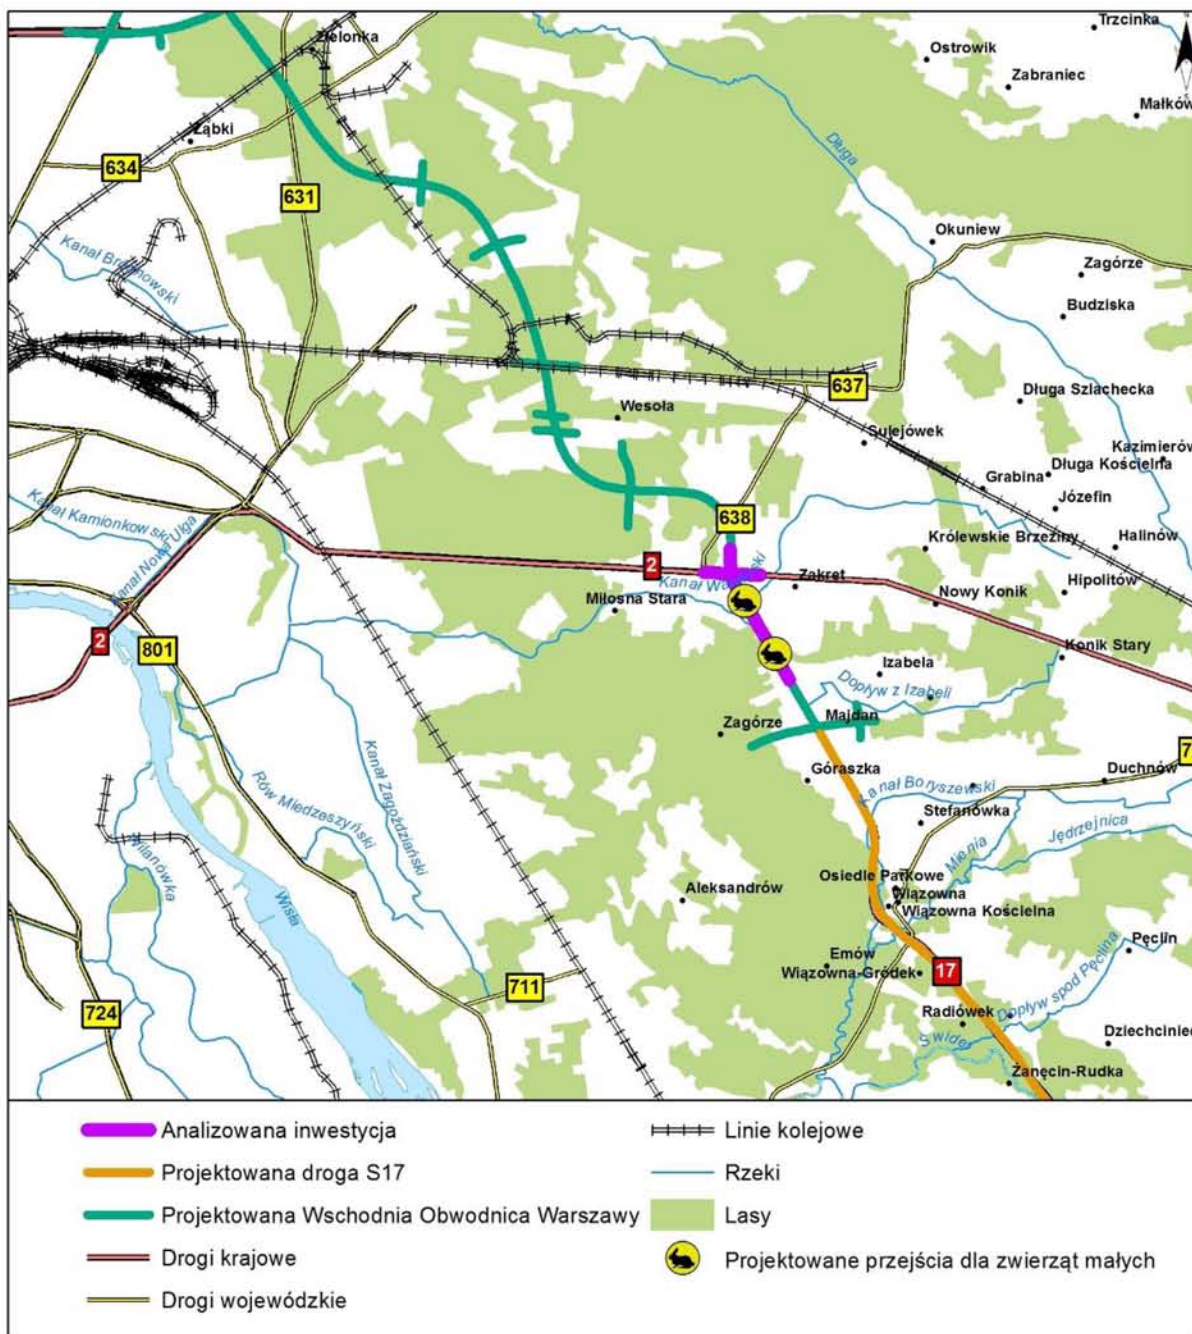 Trzcinka
Zielonka
Ostrowik
Zabraniec
Małków
Ząbki
Długa
634
631
Okuniew
Kanał Bródnowski
Zagórze
Budziska
637
Długa Szlachecka
Wesoła
Sulejówek
Kazimierów
Długa Kościelna
Grabina
Józefin
Kanał Kamionkowski
638
Kanał Nowa Ulga
Królewskie Brzeziny
Halinów
2
Zakręt
Hipolitów
Miłosna Stara
Nowy Konik
2
801
Konik Stary
Izabela
Dopływ z Izabeli
Majdan
Zagórze
7
Góraszka
Duchnów
Kanał Zagoździański
Rów Miedzeszyński
Kanał Boryszewski
Stefanówka
Jędrzejnica
Mienia
Wilanówka
Osiedle Parkowe
Wiązowna
Aleksandrów
Wiązowna Kościelna
Wisła
Pęclin
Emów
Wiązowna-Gródek
17
711
Dopływ spod Pęclina
724
Radiówek
Dziechciniec
Świder
Żanęcin-Rudka
Analizowana inwestycja
Linie kolejowe
Projektowana droga S17
Rzeki
Projektowana Wschodnia Obwodnica Warszawy
Lasy
Drogi krajowe
Projektowane przejścia dla zwierząt małych
Drogi wojewódzkie